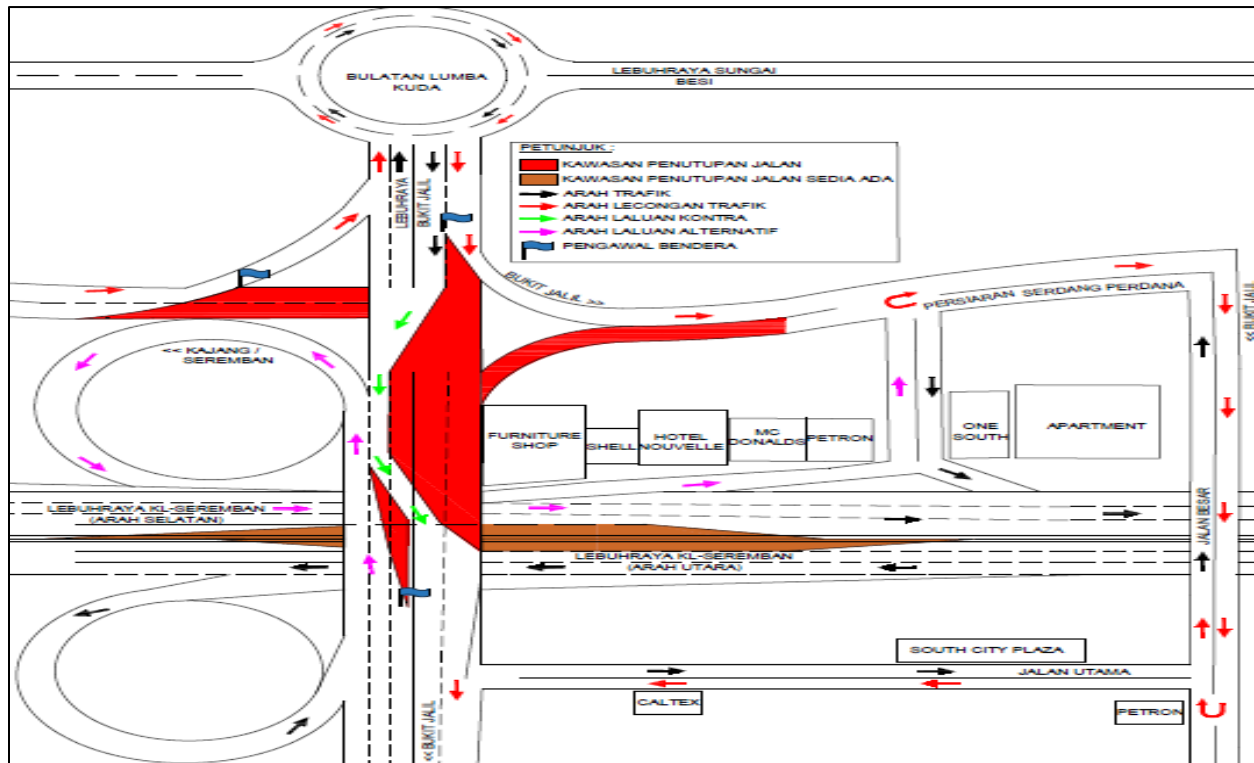 BULATAN LUMBA
KUDA
LEBUHRAYA SUNGAI
BESI
PETUNJUK :
KAWASAN PENUTUPAN JALAN
KAWASAN PENUTUPAN JALAN SEDIA ADA
ARAH TRAFIK
ARAH LECONGAN TRAFIK
ARAH LALUAN KONTRA
ARAH LALUAN ALTERNATIF
PENGAWAL BENDERA
LEBUHRAYA
BUKIT JALIL
BUKIT JALIL >>
PERSIARAN SERDANG PERDANA
<< BUKIT JALIL
<< KAJANG /
SEREMBAN
FURNITURE
SHOP
SHELL
HOTEL
NOUVELLE
MC
DONALDS
PETRON
ONE
SOUTH
APARTMENT
LEBUHRAYA KL-SEREMBAN
(ARAH SELATAN)
JALAN BESAR
LEBUHRAYA KL-SEREMBAN
(ARAH UTARA)
SOUTH CITY PLAZA
JALAN UTAMA
CALTEX
PETRON
<< BUKIT JALIL